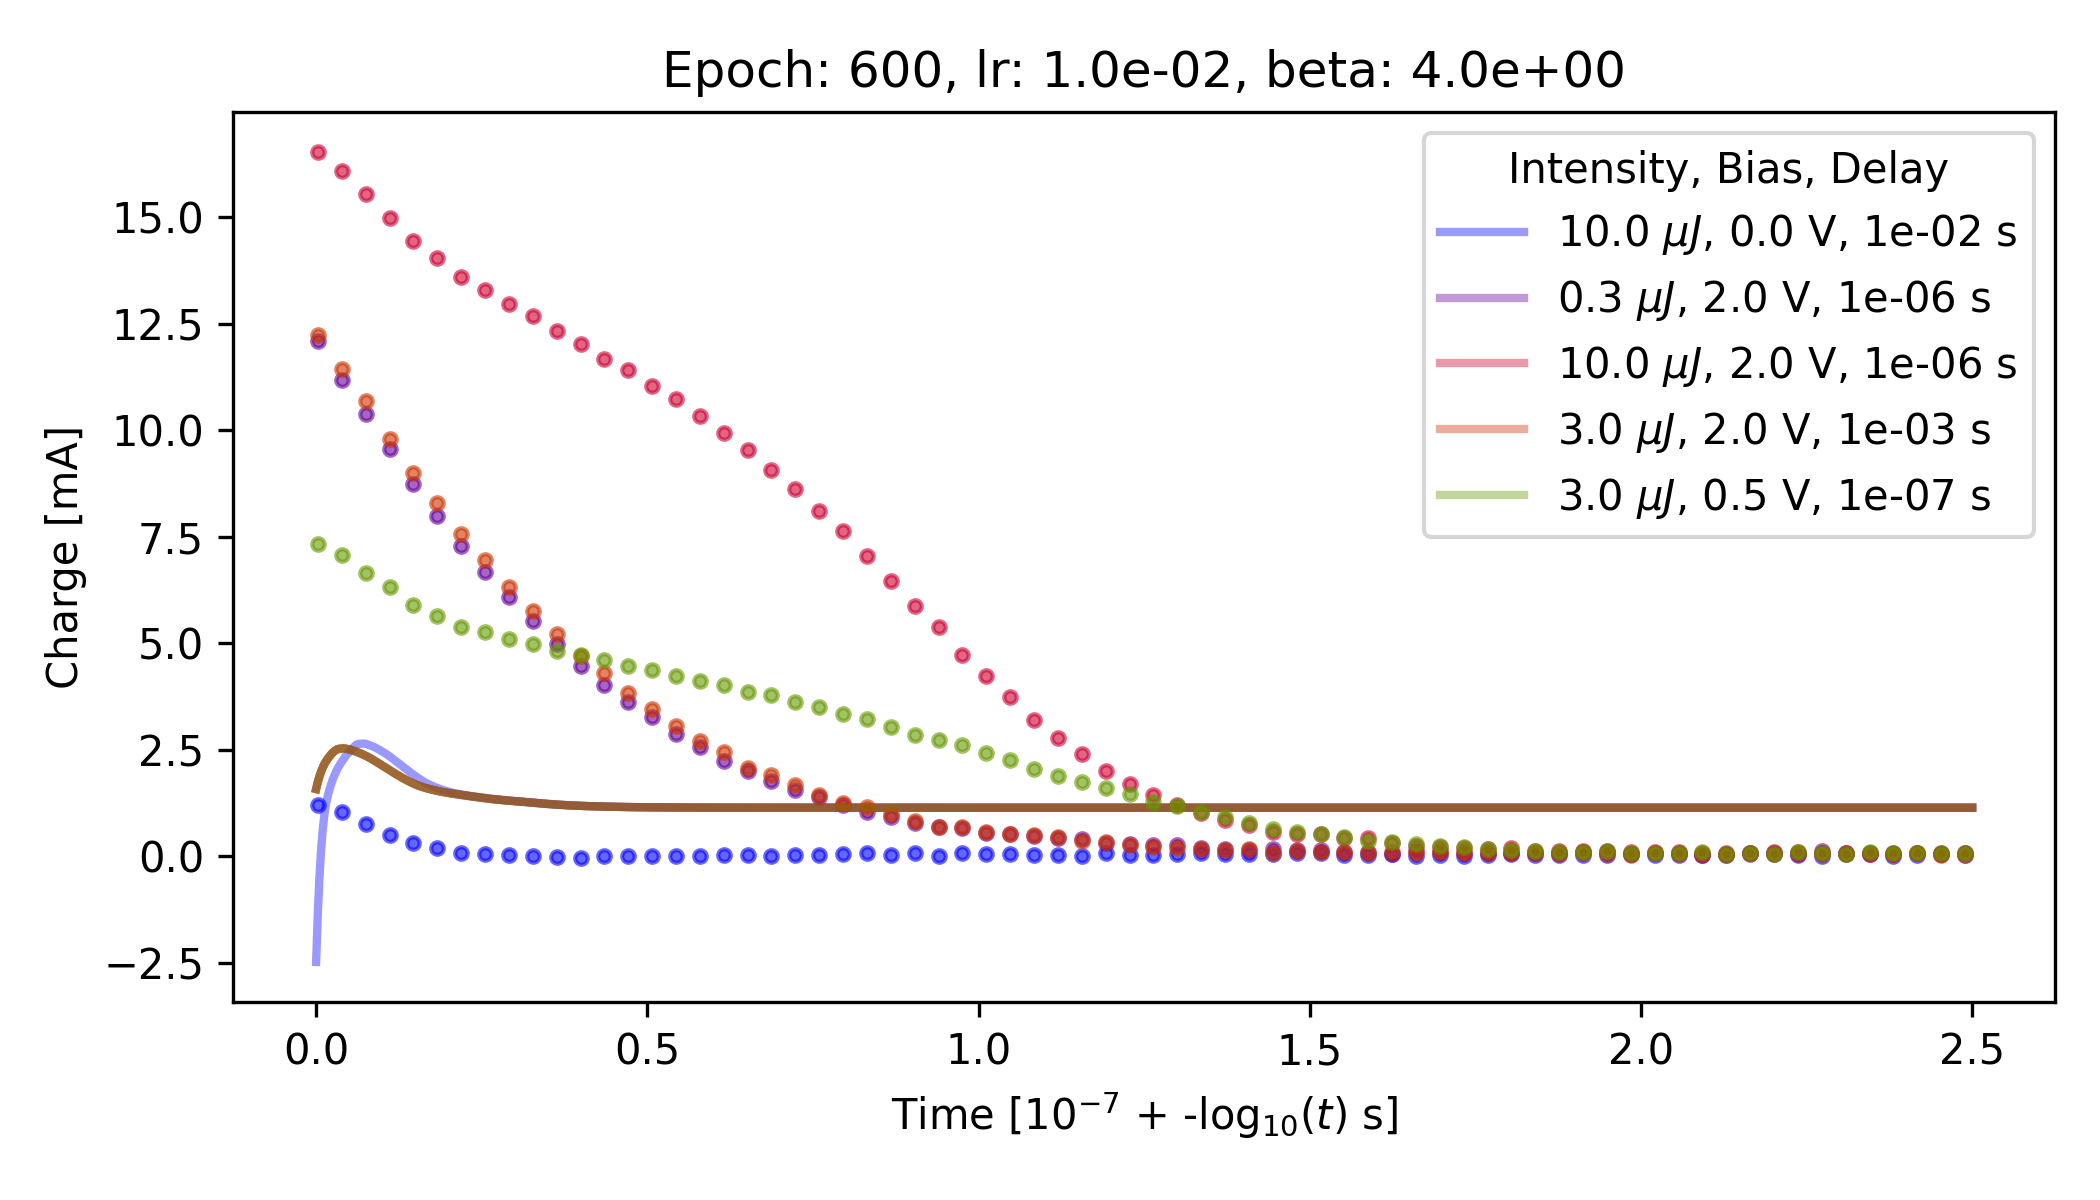 Epoch: 600, lr: 1.0e-02, beta: 4.0e+00
Intensity, Bias, Delay
10.0 μJ, 0.0 V, 1e-02 s
0.3 μJ, 2.0 V, 1e-06 s
10.0 μJ, 2.0 V, 1e-06 s
3.0 μJ, 2.0 V, 1e-03 s
3.0 μJ, 0.5 V, 1e-07 s
Charge [mA]
15.0
12.5
10.0
7.5
5.0
2.5
0.0
−2.5
0.0 0.5 1.0 1.5 2.0 2.5
Time [10⁻⁷ + -log₁₀(t) s]